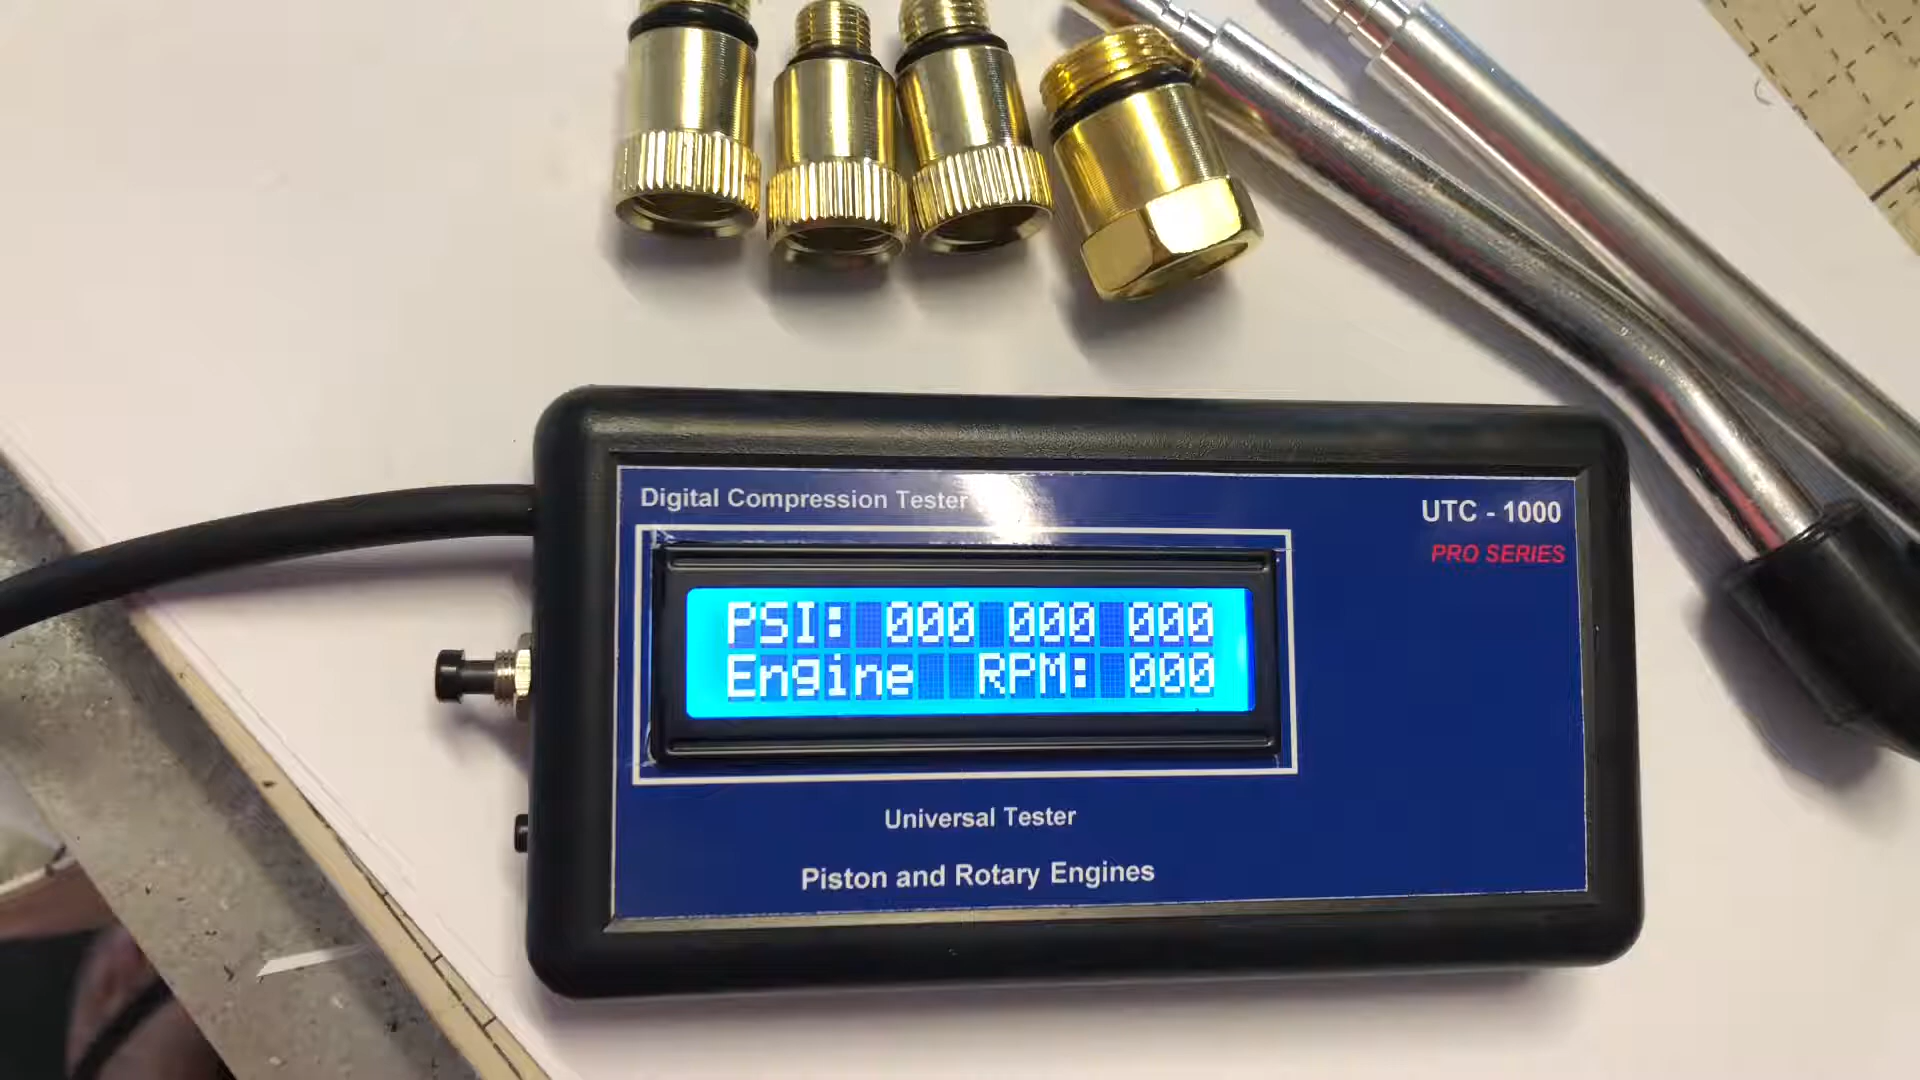 Digital Compression Tester
UTC - 1000
PRO SERIES
PSI: 000 000 000
Engine RPM: 000
Universal Tester
Piston and Rotary Engines